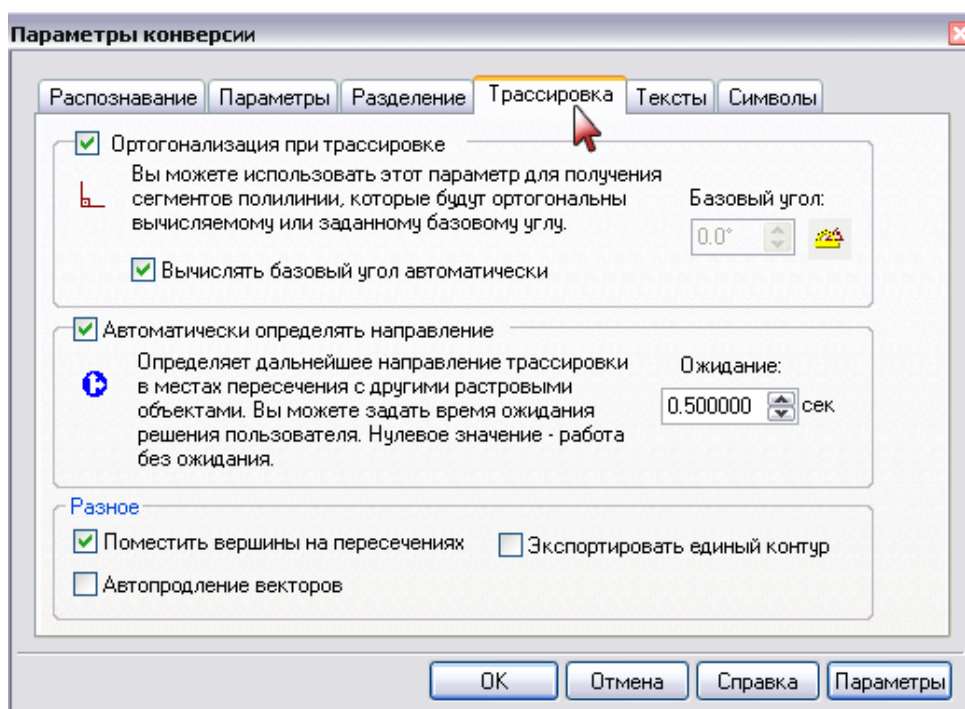 Параметры конверсии
Распознавание Параметры Разделение Трассировка Тексты Символы
Ортогонализация при трассировке
Вы можете использовать этот параметр для получения
сегментов полилинии, которые будут ортогональны
вычисляемому или заданному базовому углу.
Базовый угол:
0.0°
Вычислять базовый угол автоматически
Автоматически определять направление
Определяет дальнейшее направление трассировки
в местах пересечения с другими растровыми
объектами. Вы можете задать время ожидания
решения пользователя. Нулевое значение - работа
без ожидания.
Ожидание:
0.500000 сек
Разное
Поместить вершины на пересечениях Экспортировать единый контур
Автопродление векторов
OK Отмена Справка Параметры